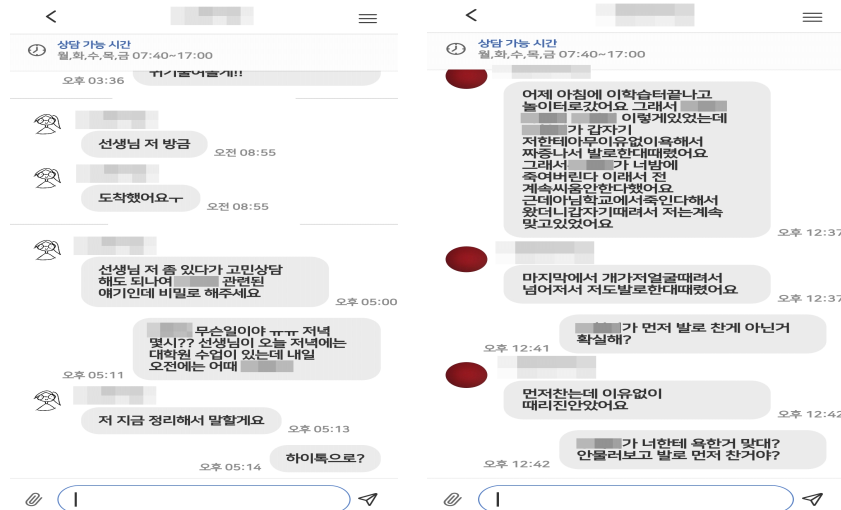 상담 가능 시간
월,화,수,목,금 07:40~17:00
오후 03:36
선생님 저 방금
오전 08:55
도착했어요ㅜ
오전 08:55
선생님 저 좀 있다가 고민상담
해도 되나여 관련된
얘기인데 비밀로 해주세요
오후 05:00
무슨일이야 ㅠㅠ 저녁
몇시?? 선생님이 오늘 저녁에는
대학원 수업이 있는데 내일
오전에는 어때
오후 05:11
저 지금 정리해서 말할게요
오후 05:13
하이톡으로?
오후 05:14
상담 가능 시간
월,화,수,목,금 07:40~17:00
어제 아침에 이학습터끝나고
놀이터로갔어요 그래서
이렇게있었는데
가 갑자기
저한테아무이유없이욕해서
짜증나서 발로한대때렸어요
그래서 가 너밤에
죽여버린다 이래서 전
계속싸움안한다했어요
근데아님학교에서죽인다해서
왔더니갑자기때려서 저는계속
맞고있었어요
오후 12:37
마지막에서 걔가저얼굴때려서
넘어저서 저도발로한대때렸어요
오후 12:37
가 먼저 발로 찬게 아닌거
확실해?
오후 12:41
먼저찬는데 이유없이
때리진안았어요
오후 12:42
가 너한테 욕한거 맞대?
안물러보고 발로 먼저 찬거야?
오후 12:42